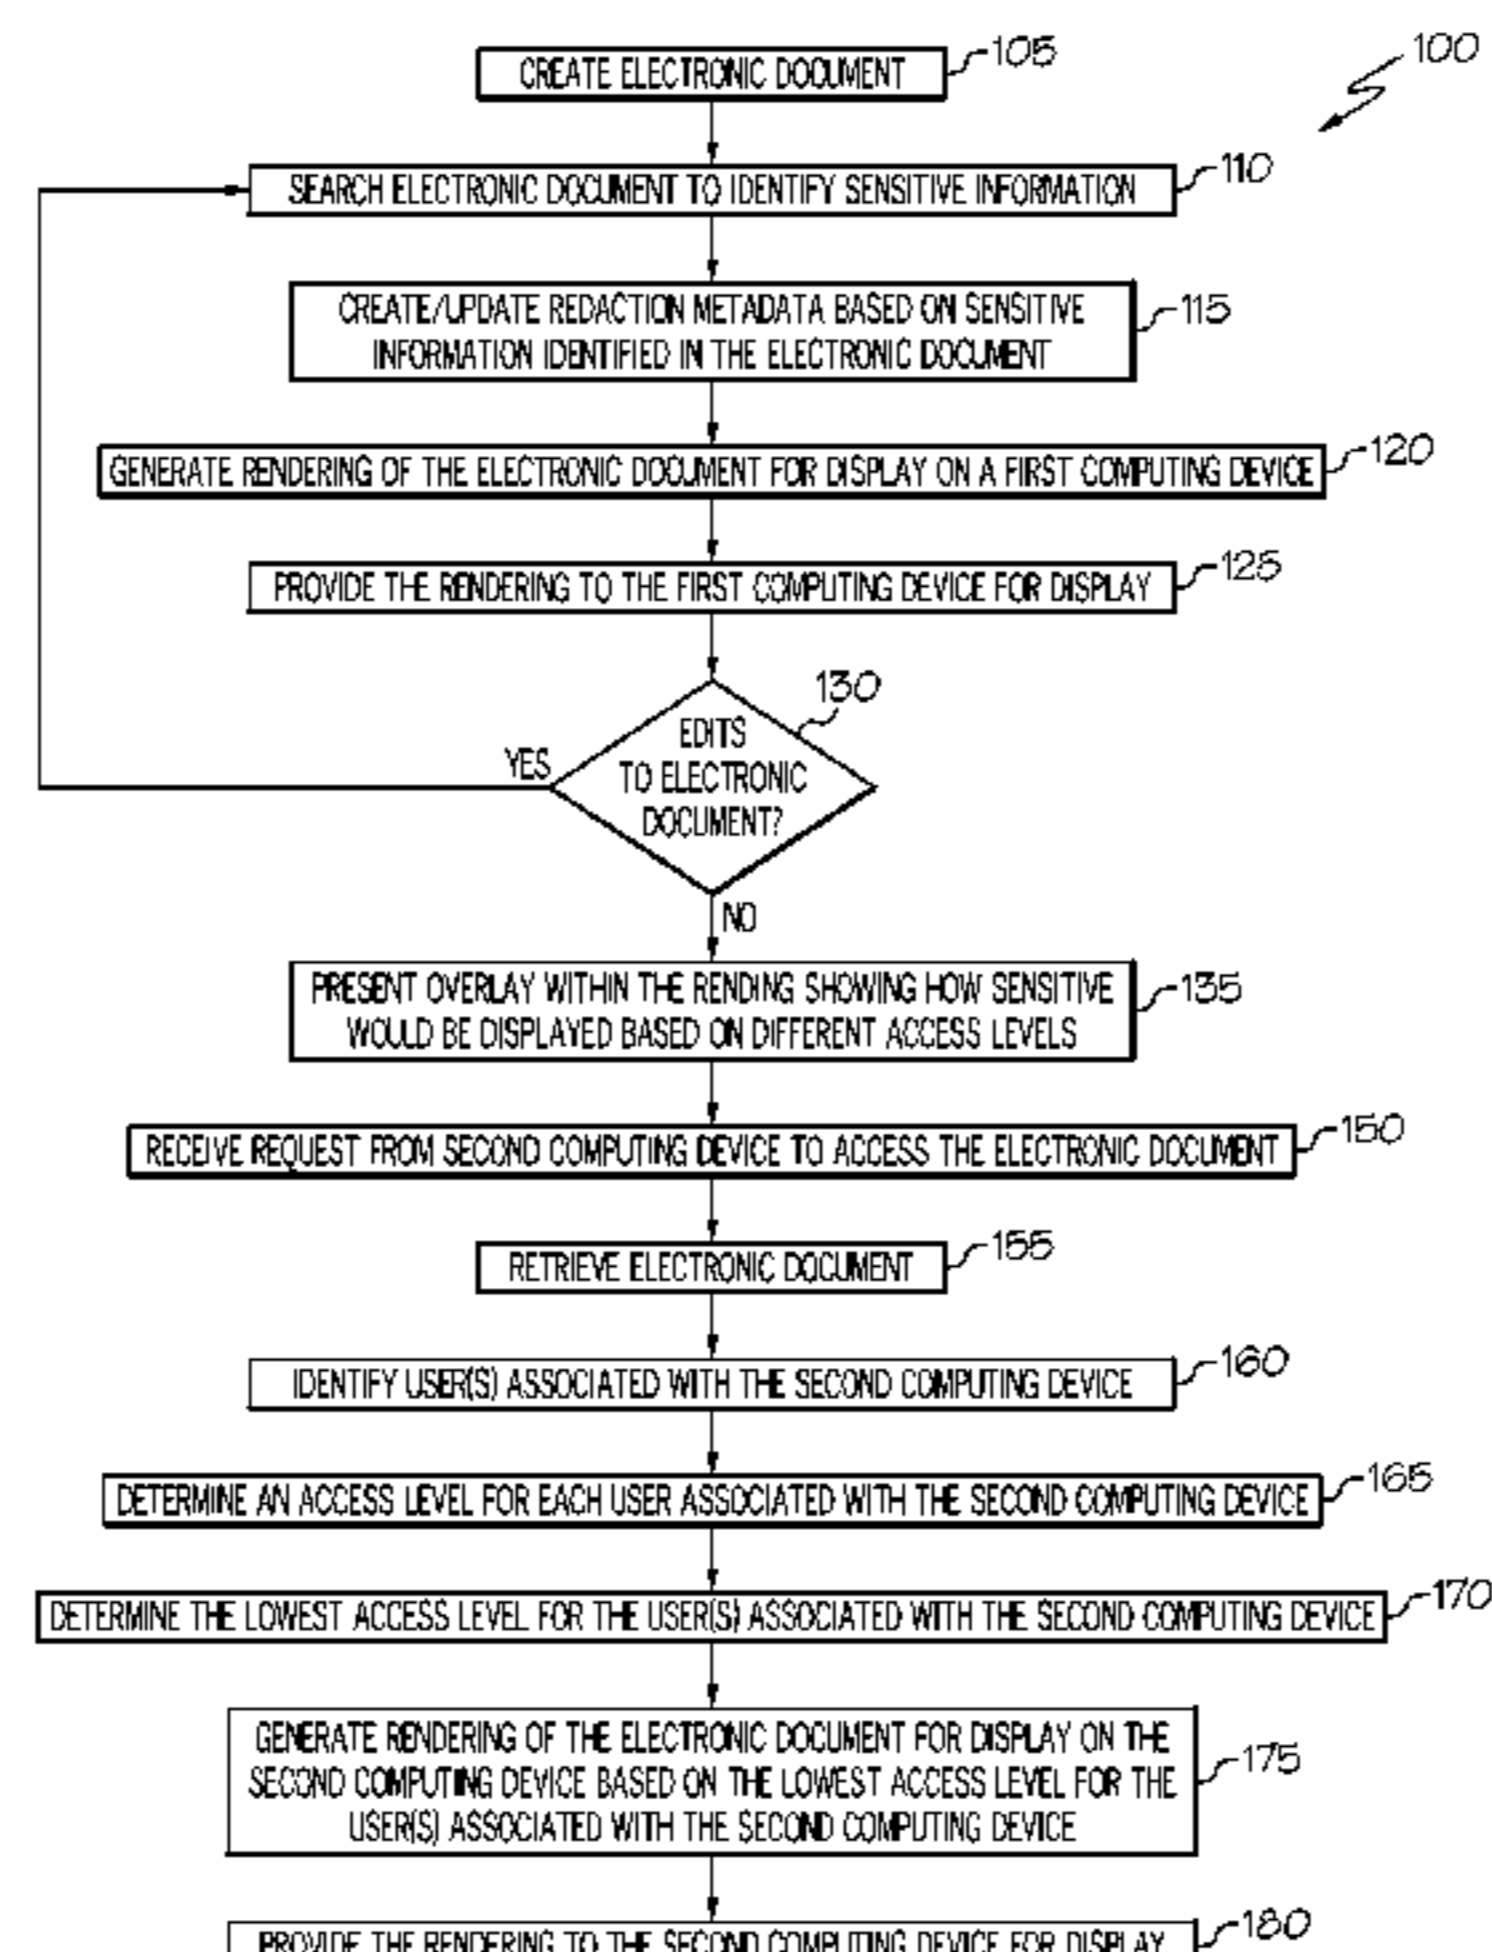 100
CREATE ELECTRONIC DOCUMENT
105
SEARCH ELECTRONIC DOCUMENT TO IDENTIFY SENSITIVE INFORMATION
110
CREATE/UPDATE REDACTION METADATA BASED ON SENSITIVE
INFORMATION IDENTIFIED IN THE ELECTRONIC DOCUMENT
115
GENERATE RENDERING OF THE ELECTRONIC DOCUMENT FOR DISPLAY ON A FIRST COMPUTING DEVICE
120
PROVIDE THE RENDERING TO THE FIRST COMPUTING DEVICE FOR DISPLAY
125
130
EDITS
TO ELECTRONIC
DOCUMENT?
YES
NO
PRESENT OVERLAY WITHIN THE RENDING SHOWING HOW SENSITIVE
WOULD BE DISPLAYED BASED ON DIFFERENT ACCESS LEVELS
135
RECEIVE REQUEST FROM SECOND COMPUTING DEVICE TO ACCESS THE ELECTRONIC DOCUMENT
150
RETRIEVE ELECTRONIC DOCUMENT
155
IDENTIFY USER(S) ASSOCIATED WITH THE SECOND COMPUTING DEVICE
160
DETERMINE AN ACCESS LEVEL FOR EACH USER ASSOCIATED WITH THE SECOND COMPUTING DEVICE
165
DETERMINE THE LOWEST ACCESS LEVEL FOR THE USER(S) ASSOCIATED WITH THE SECOND COMPUTING DEVICE
170
GENERATE RENDERING OF THE ELECTRONIC DOCUMENT FOR DISPLAY ON THE
SECOND COMPUTING DEVICE BASED ON THE LOWEST ACCESS LEVEL FOR THE
USER(S) ASSOCIATED WITH THE SECOND COMPUTING DEVICE
175
PROVIDE THE RENDERING TO THE SECOND COMPUTING DEVICE FOR DISPLAY
180